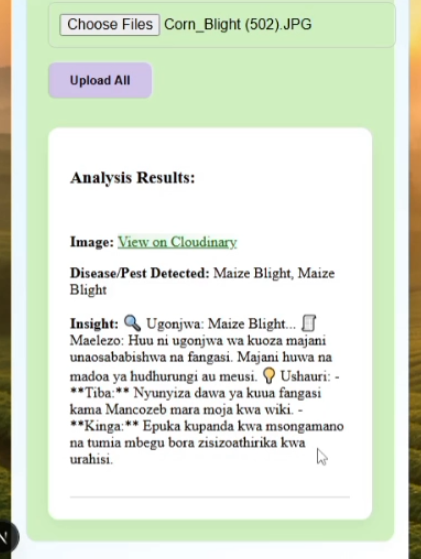 Choose Files Corn_Blight (502).JPG
Upload All
Analysis Results:
Image: View on Cloudinary
Disease/Pest Detected: Maize Blight, Maize
Blight
Insight: 🔍 Ugonjwa: Maize Blight... 📜
Maelezo: Huu ni ugonjwa wa kuoza majani
unaosababishwa na fangasi. Majani huwa na
madoa ya hudhurungi au meusi. 💡 Ushauri: -
**Tiba:** Nyunyiza dawa ya kuua fangasi
kama Mancozeb mara moja kwa wiki. -
**Kinga:** Epuka kupanda kwa msongamano
na tumia mbegu bora zisizoathirika kwa
urahisi.
N